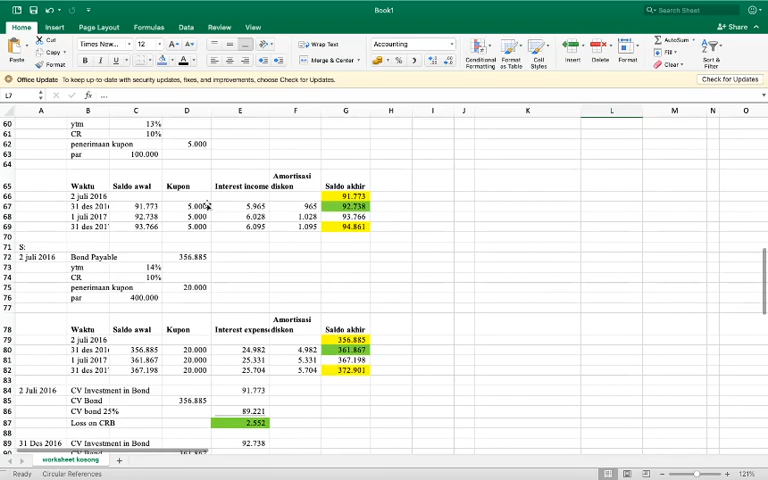 Book1
Search Sheet
Home Insert Page Layout Formulas Data Review View
Share
Paste
Cut
Copy
Format
Times New... 12
Wrap Text
Merge & Center
Accounting
Conditional Formatting
Format as Table
Cell Styles
Insert
Delete
Format
AutoSum
Fill
Clear
Sort & Filter
Office Update To keep up-to-date with security updates, fixes, and improvements, choose Check for Updates.
Check for Updates
L7 fx ...
A B C D E F G H I J K L M N O
60 ytm 13%
61 CR 10%
62 penerimaan kupon 5.000
63 par 100.000
64
Amortisasi
65 Waktu Saldo awal Kupon Interest income diskon Saldo akhir
66 2 juli 2016 91.773
67 31 des 201 91.773 5.000 5.965 965 92.738
68 1 juli 2017 92.738 5.000 6.028 1.028 93.766
69 31 des 201 93.766 5.000 6.095 1.095 94.861
70
71 S:
72 2 juli 2016 Bond Payable 356.885
73 ytm 14%
74 CR 10%
75 penerimaan kupon 20.000
76 par 400.000
77
Amortisasi
78 Waktu Saldo awal Kupon Interest expense diskon Saldo akhir
79 2 juli 2016 356.885
80 31 des 201 356.885 20.000 24.982 4.982 361.867
81 1 juli 2017 361.867 20.000 25.331 5.331 367.198
82 31 des 201 367.198 20.000 25.704 5.704 372.901
83
84 2 Juli 2016 CV Investment in Bond 91.773
85 CV Bond 356.885
86 CV bond 25% 89.221
87 Loss on CRB 2.552
88
89 31 Des 2016 CV Investment in Bond 92.738
worksheet kosong
Ready Circular References
121%